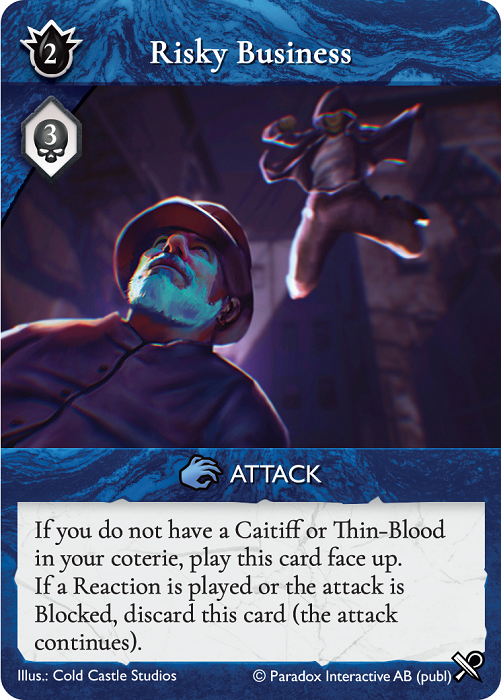 2
Risky Business
3
ATTACK
If you do not have a Caitiff or Thin-Blood
in your coterie, play this card face up.
If a Reaction is played or the attack is
Blocked, discard this card (the attack
continues).
Illus.: Cold Castle Studios
© Paradox Interactive AB (publ)